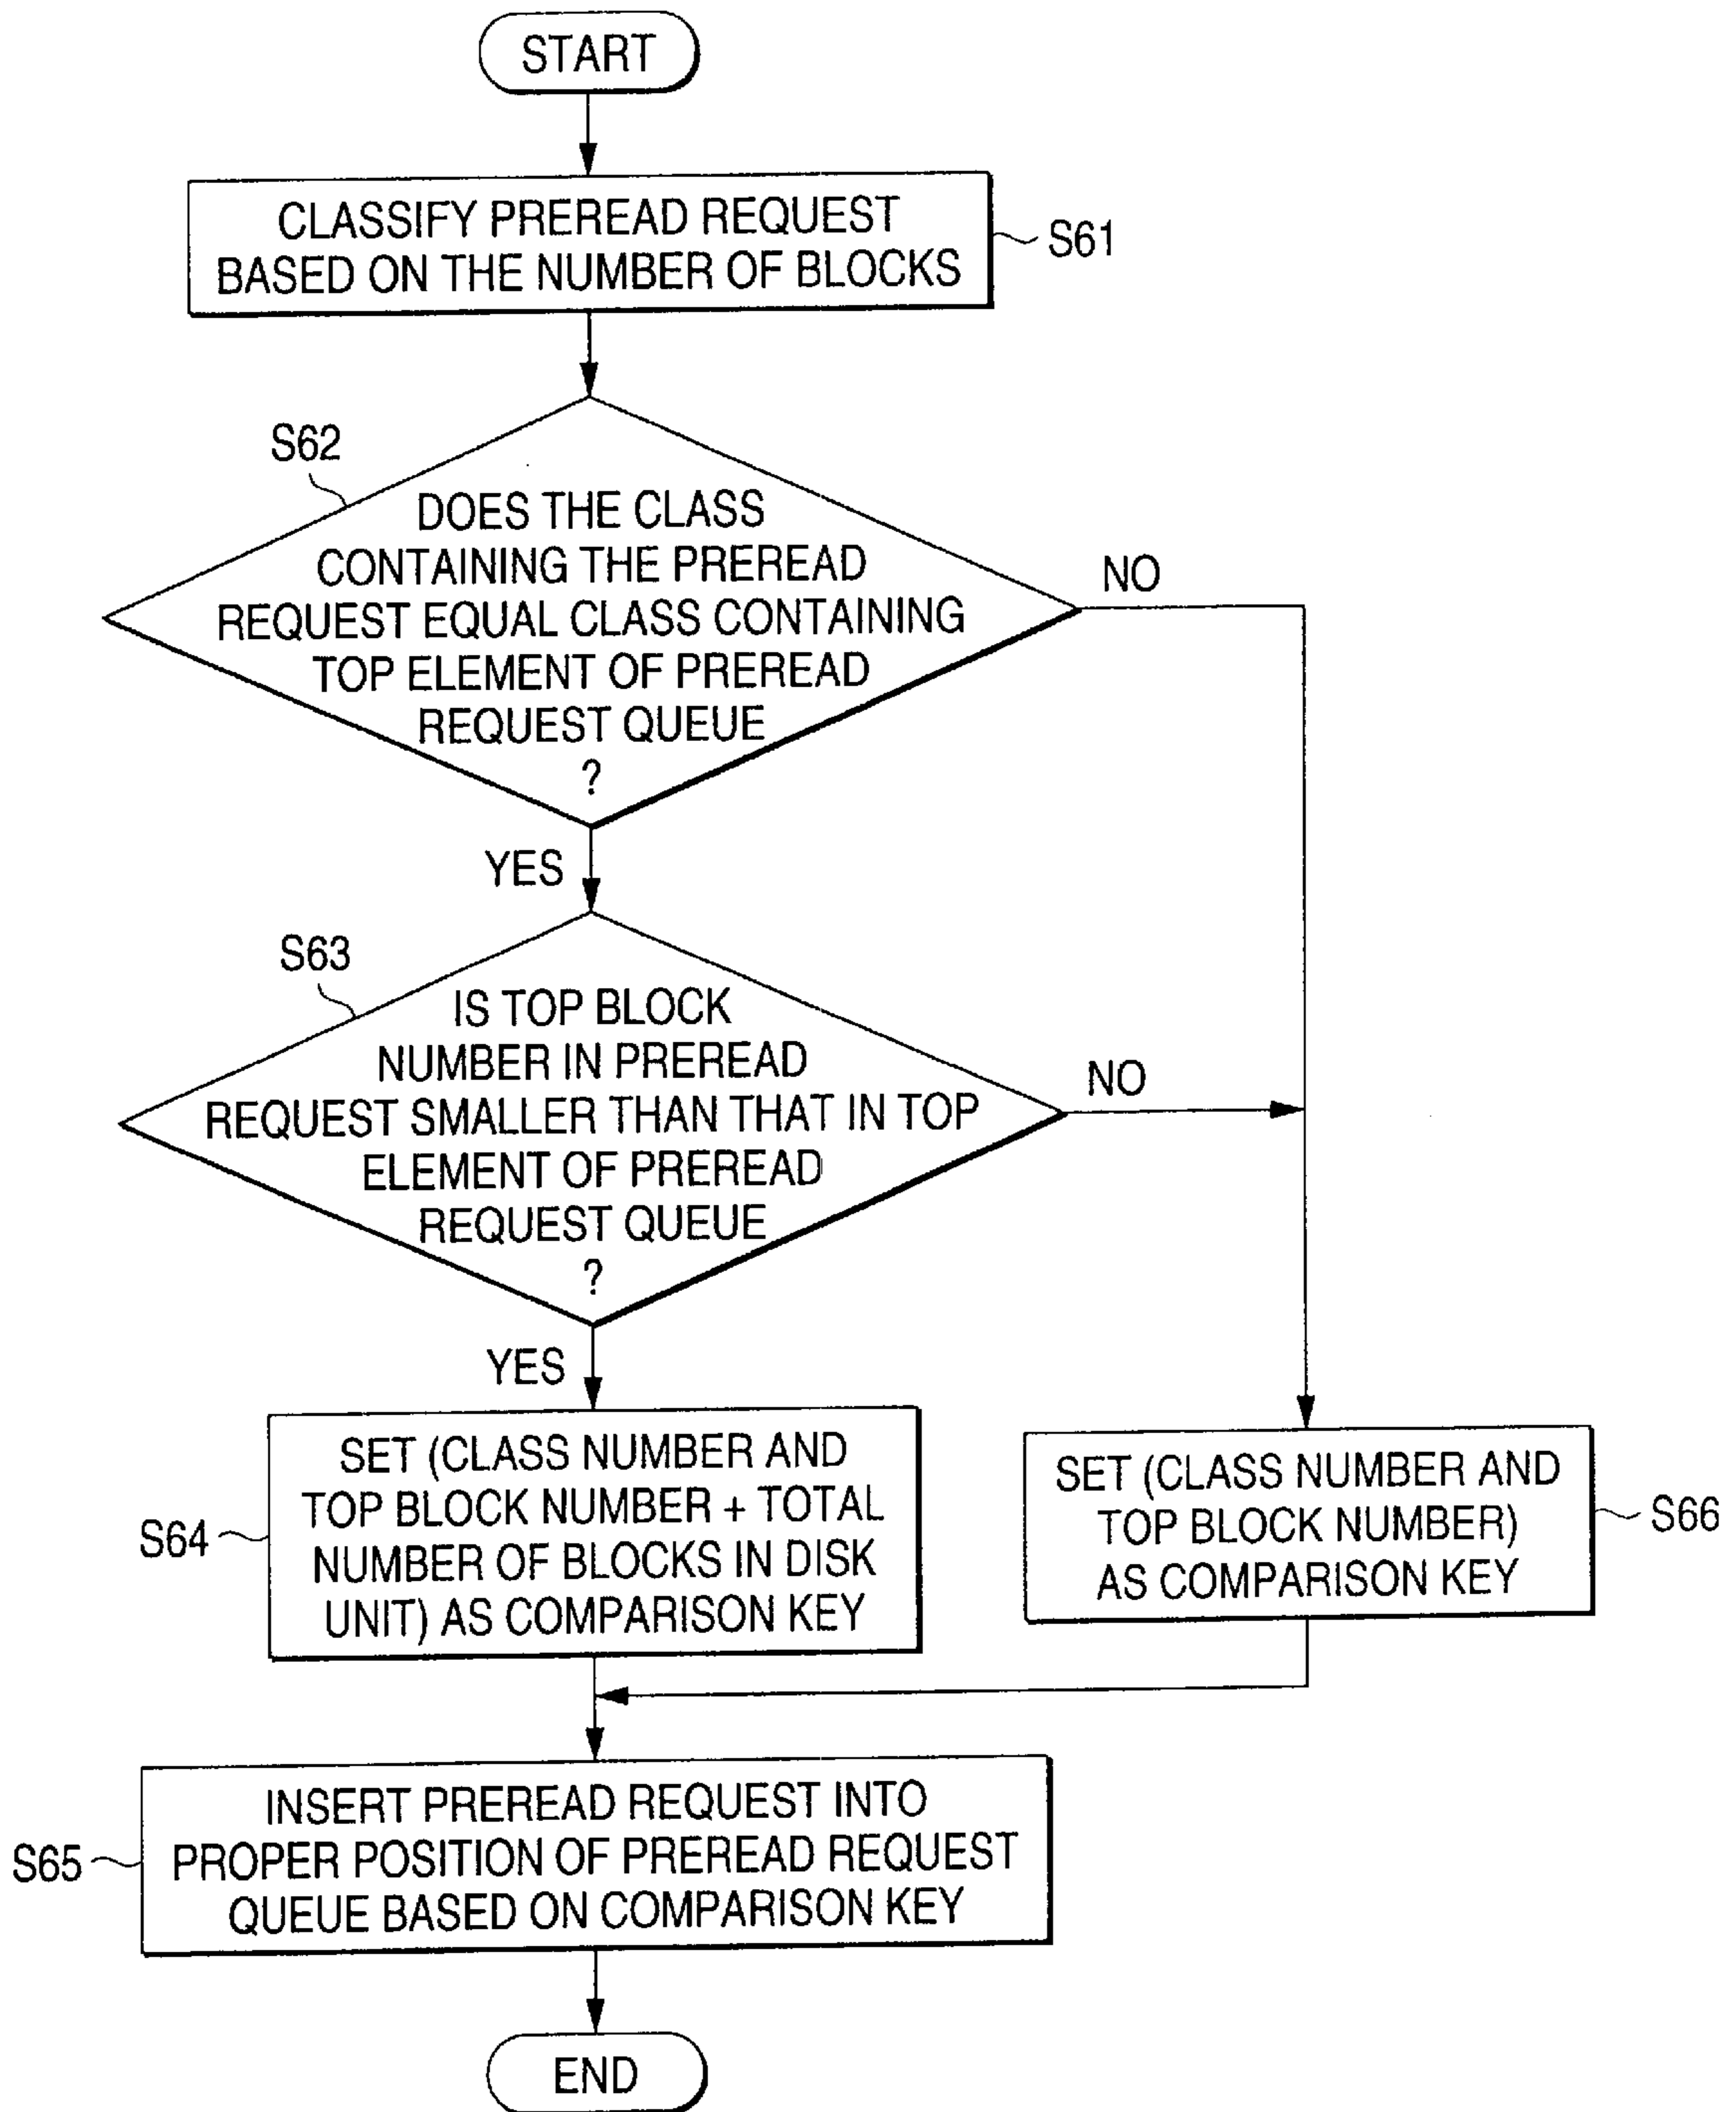 START
CLASSIFY PREREAD REQUEST
BASED ON THE NUMBER OF BLOCKS
S61
S62
DOES THE CLASS
CONTAINING THE PREREAD
REQUEST EQUAL CLASS CONTAINING
TOP ELEMENT OF PREREAD
REQUEST QUEUE
?
NO
YES
S63
IS TOP BLOCK
NUMBER IN PREREAD
REQUEST SMALLER THAN THAT IN TOP
ELEMENT OF PREREAD
REQUEST QUEUE
?
NO
YES
S64
SET (CLASS NUMBER AND
TOP BLOCK NUMBER + TOTAL
NUMBER OF BLOCKS IN DISK
UNIT) AS COMPARISON KEY
SET (CLASS NUMBER AND
TOP BLOCK NUMBER)
AS COMPARISON KEY
S66
S65
INSERT PREREAD REQUEST INTO
PROPER POSITION OF PREREAD REQUEST
QUEUE BASED ON COMPARISON KEY
END